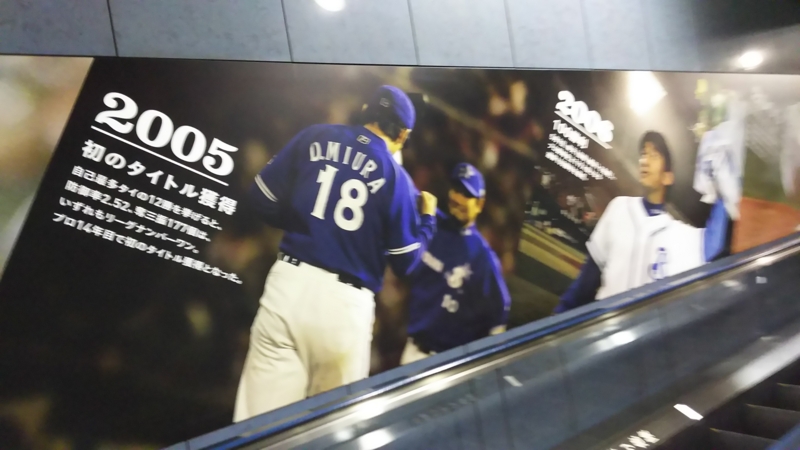 2005
初のタイトル獲得
自己最多タイの12勝を挙げると、
防御率2.52、奪三振177個は、
いずれもリーグナンバーワン。
プロ14年目で初のタイトル獲得となった。
D.MIURA
18
2006